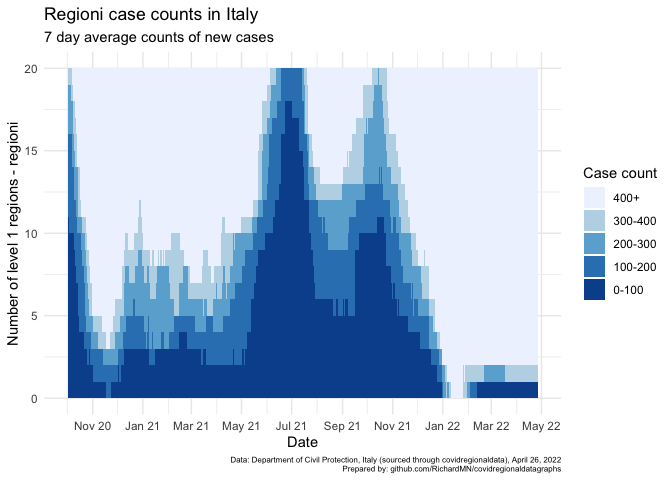 Regioni case counts in Italy
7 day average counts of new cases
Number of level 1 regions - regioni
20
15
10
5
0
Nov 20 Jan 21 Mar 21 May 21 Jul 21 Sep 21 Nov 21 Jan 22 Mar 22 May 22
Date
Case count
400+
300-400
200-300
100-200
0-100
Data: Department of Civil Protection, Italy (sourced through covidregionaldata), April 26, 2022
Prepared by: github.com/RichardMN/covidregionaldatagraphs